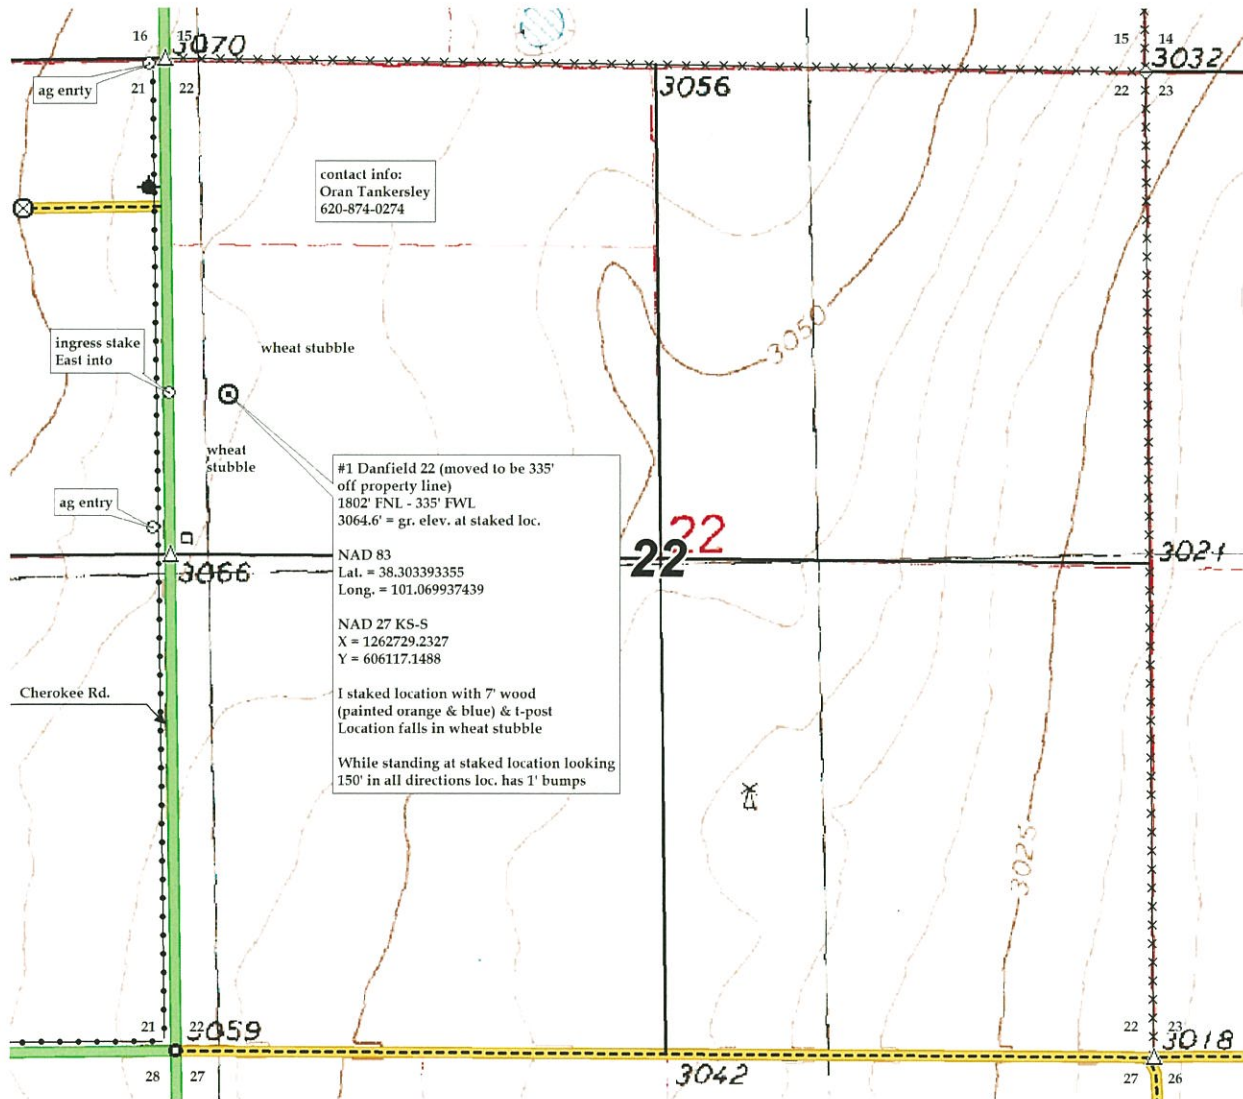 16 15
3070
15 14
3032
ag enrty
21 22
3056
22 23
contact info:
Oran Tankersley
620-874-0274
3050
ingress stake
East into
wheat stubble
wheat
stubble
#1 Danfield 22 (moved to be 335'
off property line)
1802' FNL - 335' FWL
3064.6' = gr. elev. at staked loc.
NAD 83
Lat. = 38.303393355
Long. = 101.069937439
NAD 27 KS-S
X = 1262729.2327
Y = 606117.1488
I staked location with 7' wood
(painted orange & blue) & t-post
Location falls in wheat stubble
While standing at staked location looking
150' in all directions loc. has 1' bumps
ag entry
22
22
3021
3066
Cherokee Rd.
3025
21 22
3059
22 23
3018
28 27
3042
27 26